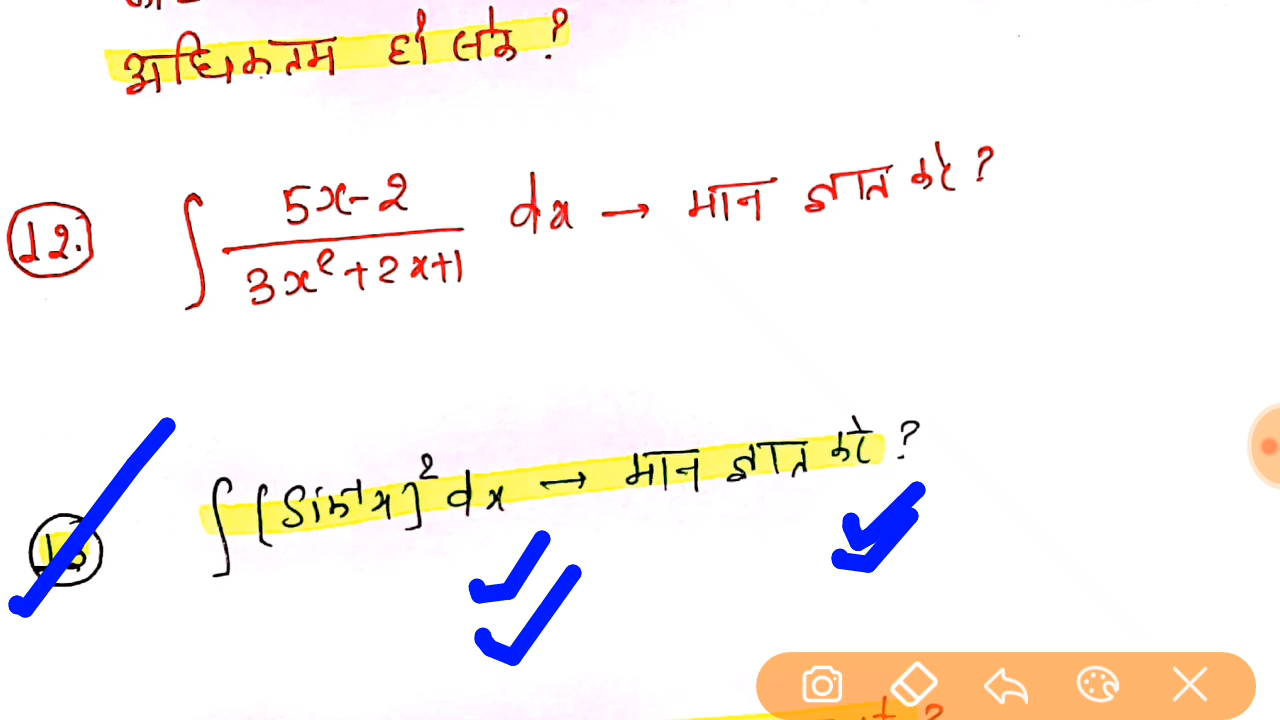 अधिकतम हो सके ?
12. ∫ (5x-2)/(3x²+2x+1) dx → मान ज्ञात करे ?
∫ [Sin⁻¹x]² dx → मान ज्ञात करे ?